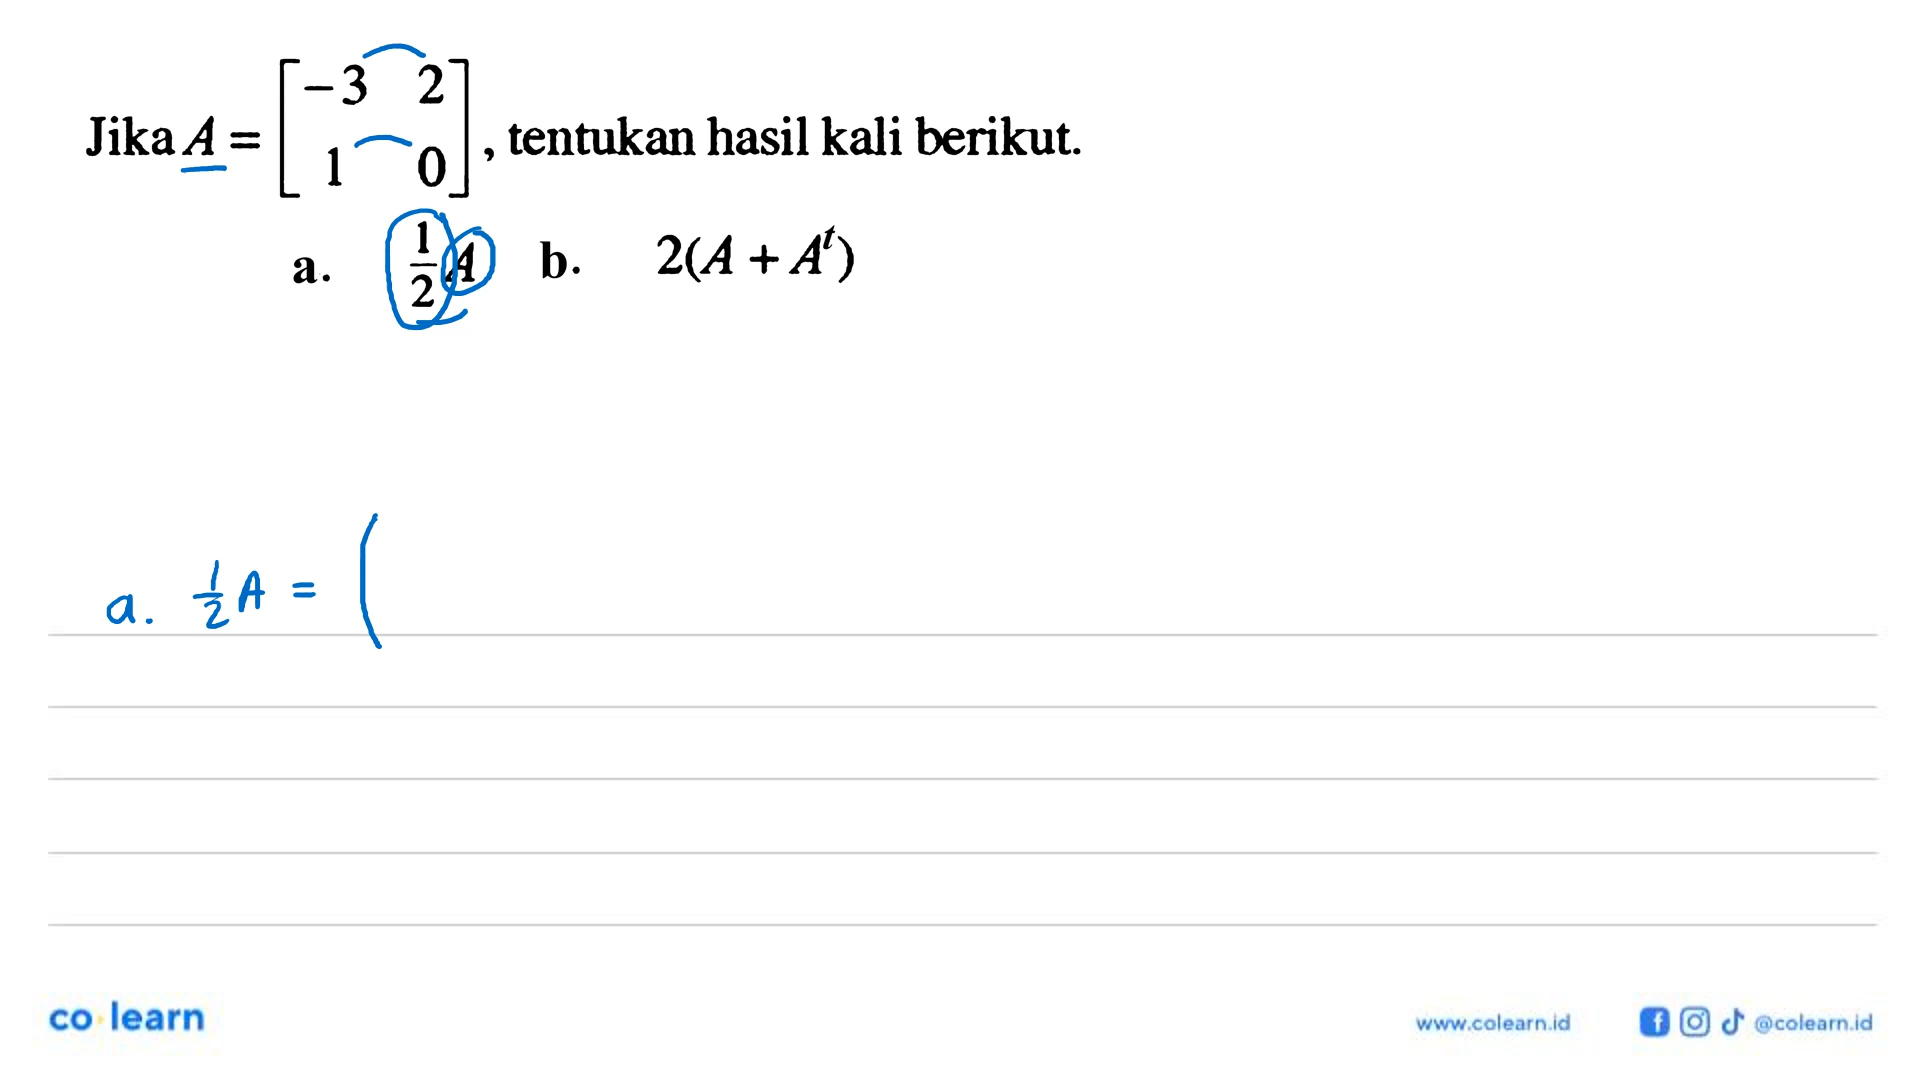 Jika A = [-3 2
1 0], tentukan hasil kali berikut.
a. 1/2 A b. 2(A + Aᵗ)
a. 1/2 A = (
co·learn
www.colearn.id @colearn.id